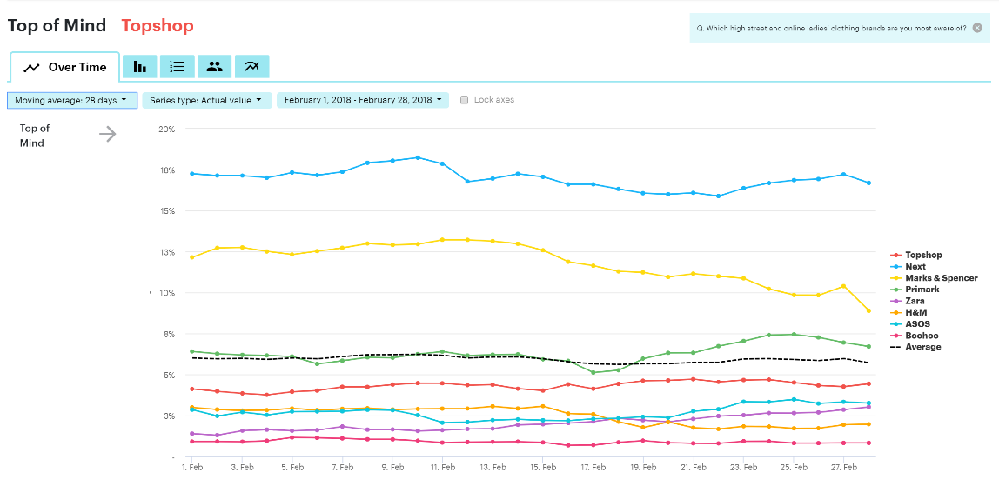 Top of Mind Topshop
Q. Which high street and online ladies' clothing brands are you most aware of?
Over Time
Moving average: 28 days
Series type: Actual value
February 1, 2018 - February 28, 2018
Lock axes
Top of
Mind
20%
18%
15%
13%
10%
8%
5%
3%
-
1. Feb
3. Feb
5. Feb
7. Feb
9. Feb
11. Feb
13. Feb
15. Feb
17. Feb
19. Feb
21. Feb
23. Feb
25. Feb
27. Feb
Topshop
Next
Marks & Spencer
Primark
Zara
H&M
ASOS
Boohoo
Average